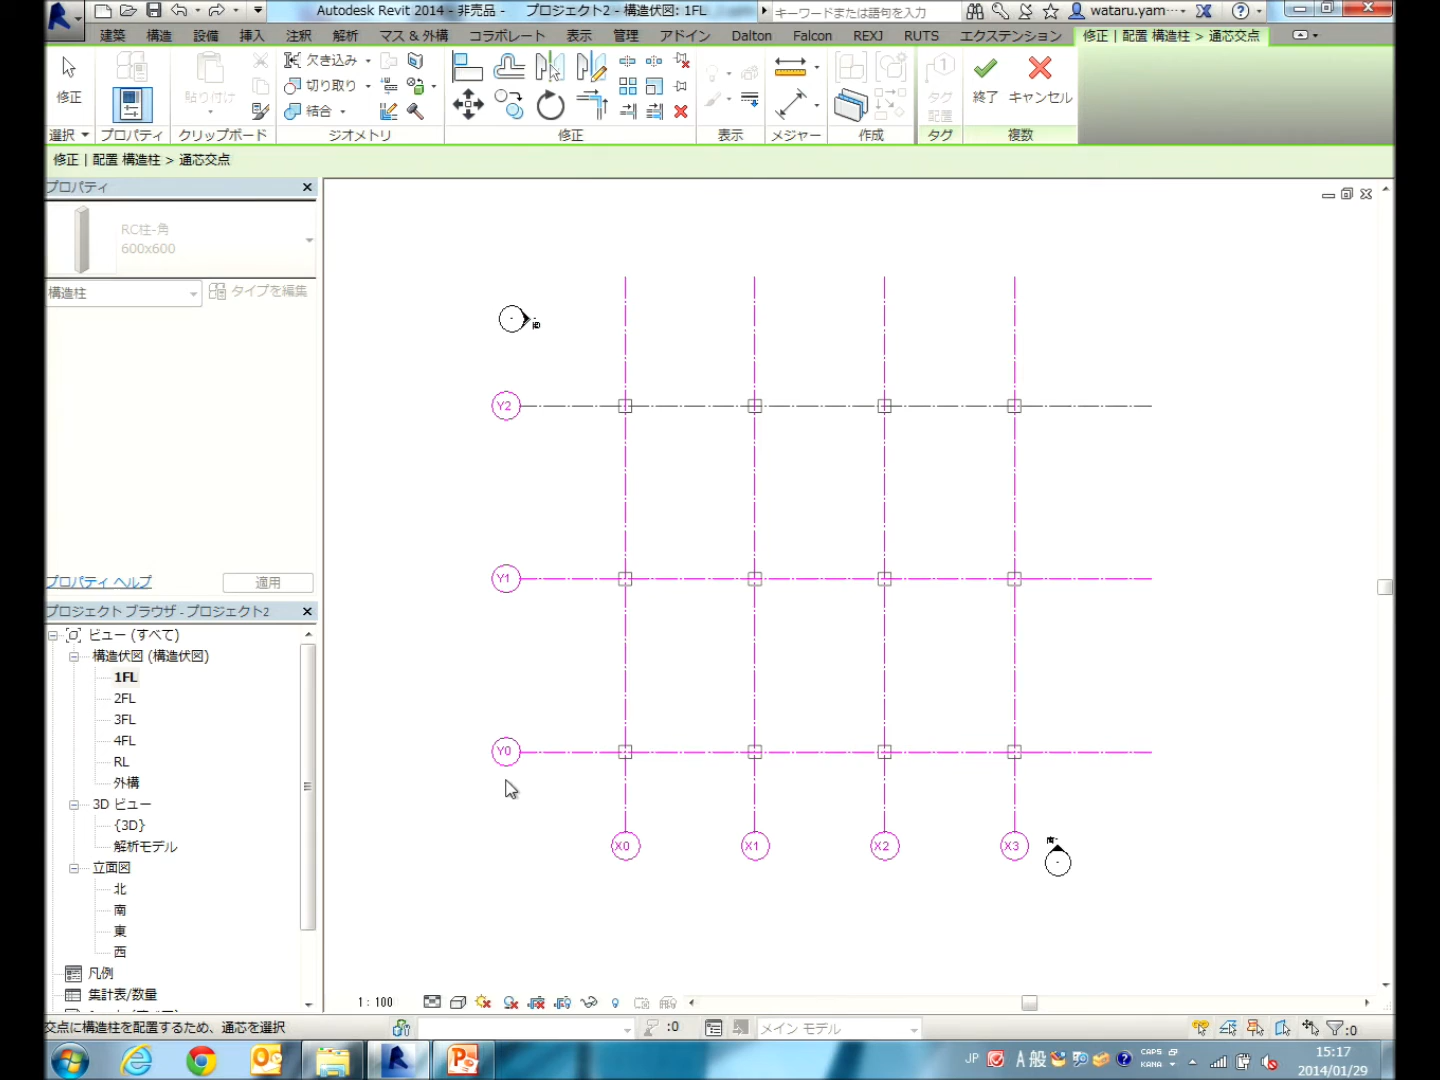 Autodesk Revit 2014 - 非売品 - プロジェクト2 - 構造伏図: 1FL
キーワードまたは語句を入力
wataru.yam…
建築 構造 設備 挿入 注釈 解析 マス & 外構 コラボレート 表示 管理 アドイン Dalton Falcon REXJ RUTS エクステンション 修正 | 配置 構造柱 > 通芯交点
修正
貼り付け
欠き込み
切り取り
結合
タグ
配置
終了
キャンセル
選択 プロパティ クリップボード ジオメトリ 修正 表示 メジャー 作成 タグ 複数
修正 | 配置 構造柱 > 通芯交点
プロパティ
RC柱-角
600x600
構造柱
タイプを編集
プロパティ ヘルプ
適用
プロジェクト ブラウザ - プロジェクト2
ビュー (すべて)
構造伏図 (構造伏図)
1FL
2FL
3FL
4FL
RL
外構
3D ビュー
{3D}
解析モデル
立面図
北
南
東
西
凡例
集計表/数量
Y2
Y1
Y0
X0 X1 X2 X3
1 : 100
交点に構造柱を配置するため、通芯を選択
:0
メイン モデル
:0
JP
A 般
CAPS
KANA
15:17
2014/01/29